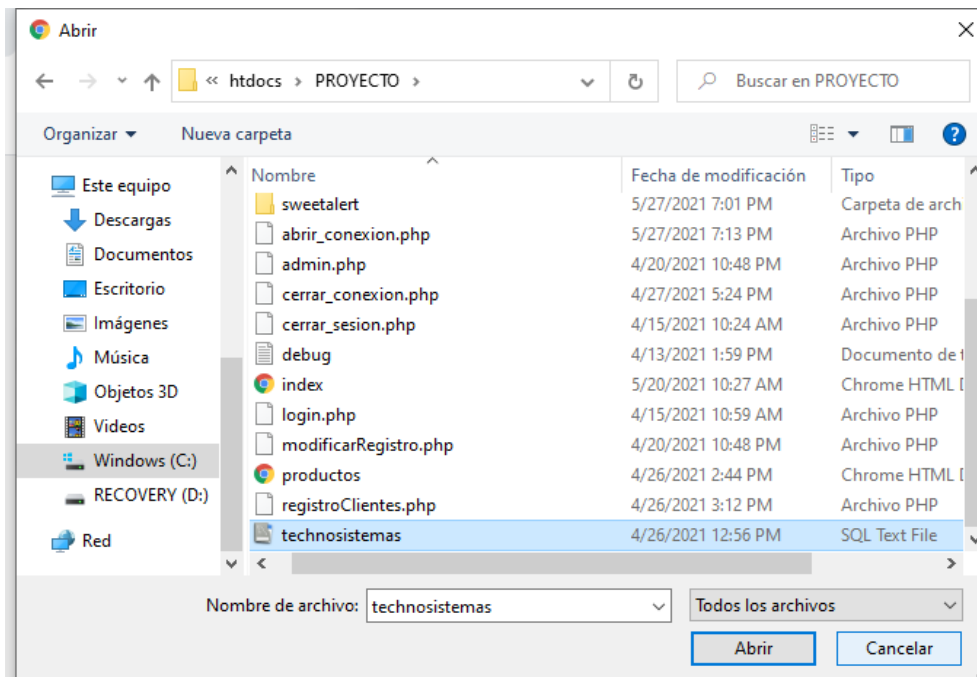 Abrir
« htdocs › PROYECTO ›
Buscar en PROYECTO
Organizar
Nueva carpeta
Este equipo
Descargas
Documentos
Escritorio
Imágenes
Música
Objetos 3D
Videos
Windows (C:)
RECOVERY (D:)
Red
Nombre Fecha de modificación Tipo
sweetalert 5/27/2021 7:01 PM Carpeta de arch
abrir_conexion.php 5/27/2021 7:13 PM Archivo PHP
admin.php 4/20/2021 10:48 PM Archivo PHP
cerrar_conexion.php 4/27/2021 5:24 PM Archivo PHP
cerrar_sesion.php 4/15/2021 10:24 AM Archivo PHP
debug 4/13/2021 1:59 PM Documento de t
index 5/20/2021 10:27 AM Chrome HTML D
login.php 4/15/2021 10:59 AM Archivo PHP
modificarRegistro.php 4/20/2021 10:48 PM Archivo PHP
productos 4/26/2021 2:44 PM Chrome HTML D
registroClientes.php 4/26/2021 3:12 PM Archivo PHP
technosistemas 4/26/2021 12:56 PM SQL Text File
Nombre de archivo: technosistemas
Todos los archivos
Abrir
Cancelar